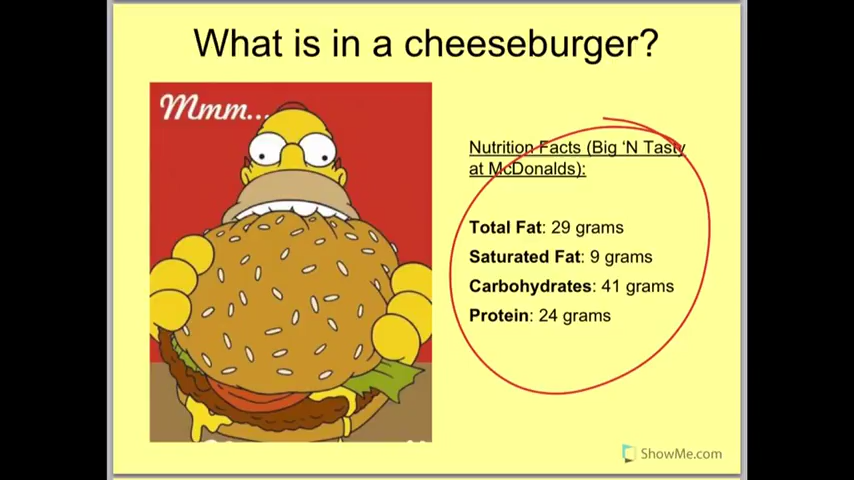 What is in a cheeseburger?
Mmm...
Nutrition Facts (Big ‘N Tasty
at McDonalds):
Total Fat: 29 grams
Saturated Fat: 9 grams
Carbohydrates: 41 grams
Protein: 24 grams
ShowMe.com